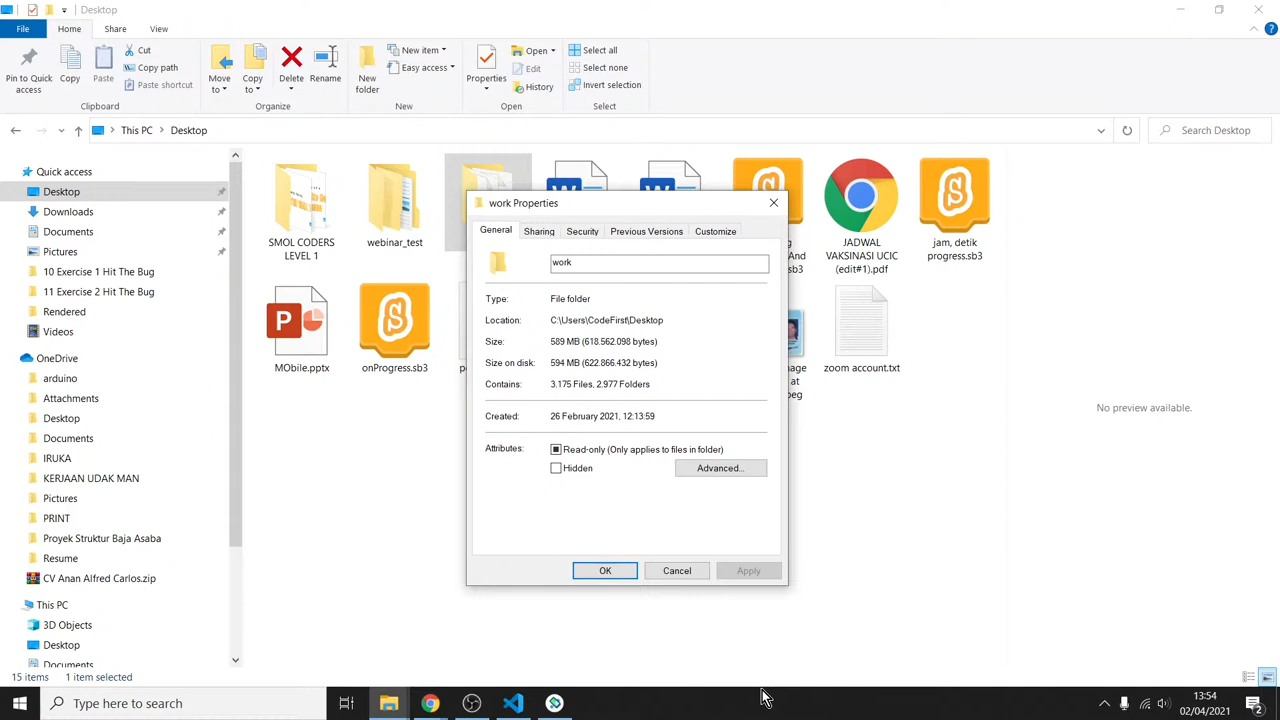 Desktop
File
Home
Share
View
Pin to Quick access
Copy
Paste
Cut
Copy path
Paste shortcut
Clipboard
Move to
Copy to
Delete
Rename
Organize
New folder
New item
Easy access
New
Properties
Open
Edit
History
Open
Select all
Select none
Invert selection
Select
This PC
Desktop
Search Desktop
Quick access
Desktop
Downloads
Documents
Pictures
10 Exercise 1 Hit The Bug
11 Exercise 2 Hit The Bug
Rendered
Videos
OneDrive
arduino
Attachments
Desktop
Documents
IRUKA
KERJAAN UDAK MAN
Pictures
PRINT
Proyek Struktur Baja Asaba
Resume
CV Anan Alfred Carlos.zip
This PC
3D Objects
Desktop
Documents
SMOL CODERS
LEVEL 1
webinar_test
JADWAL
VAKSINASI UCIC
(edit#1).pdf
jam, detik
progress.sb3
MObile.pptx
onProgress.sb3
zoom account.txt
work Properties
General
Sharing
Security
Previous Versions
Customize
work
Type: File folder
Location: C:\Users\CodeFirst\Desktop
Size: 589 MB (618.562.098 bytes)
Size on disk: 594 MB (622.866.432 bytes)
Contains: 3.175 Files, 2.977 Folders
Created: 26 February 2021, 12:13:59
Attributes: Read-only (Only applies to files in folder)
Hidden
Advanced...
OK
Cancel
Apply
No preview available.
15 items
1 item selected
Type here to search
13:54
02/04/2021
2